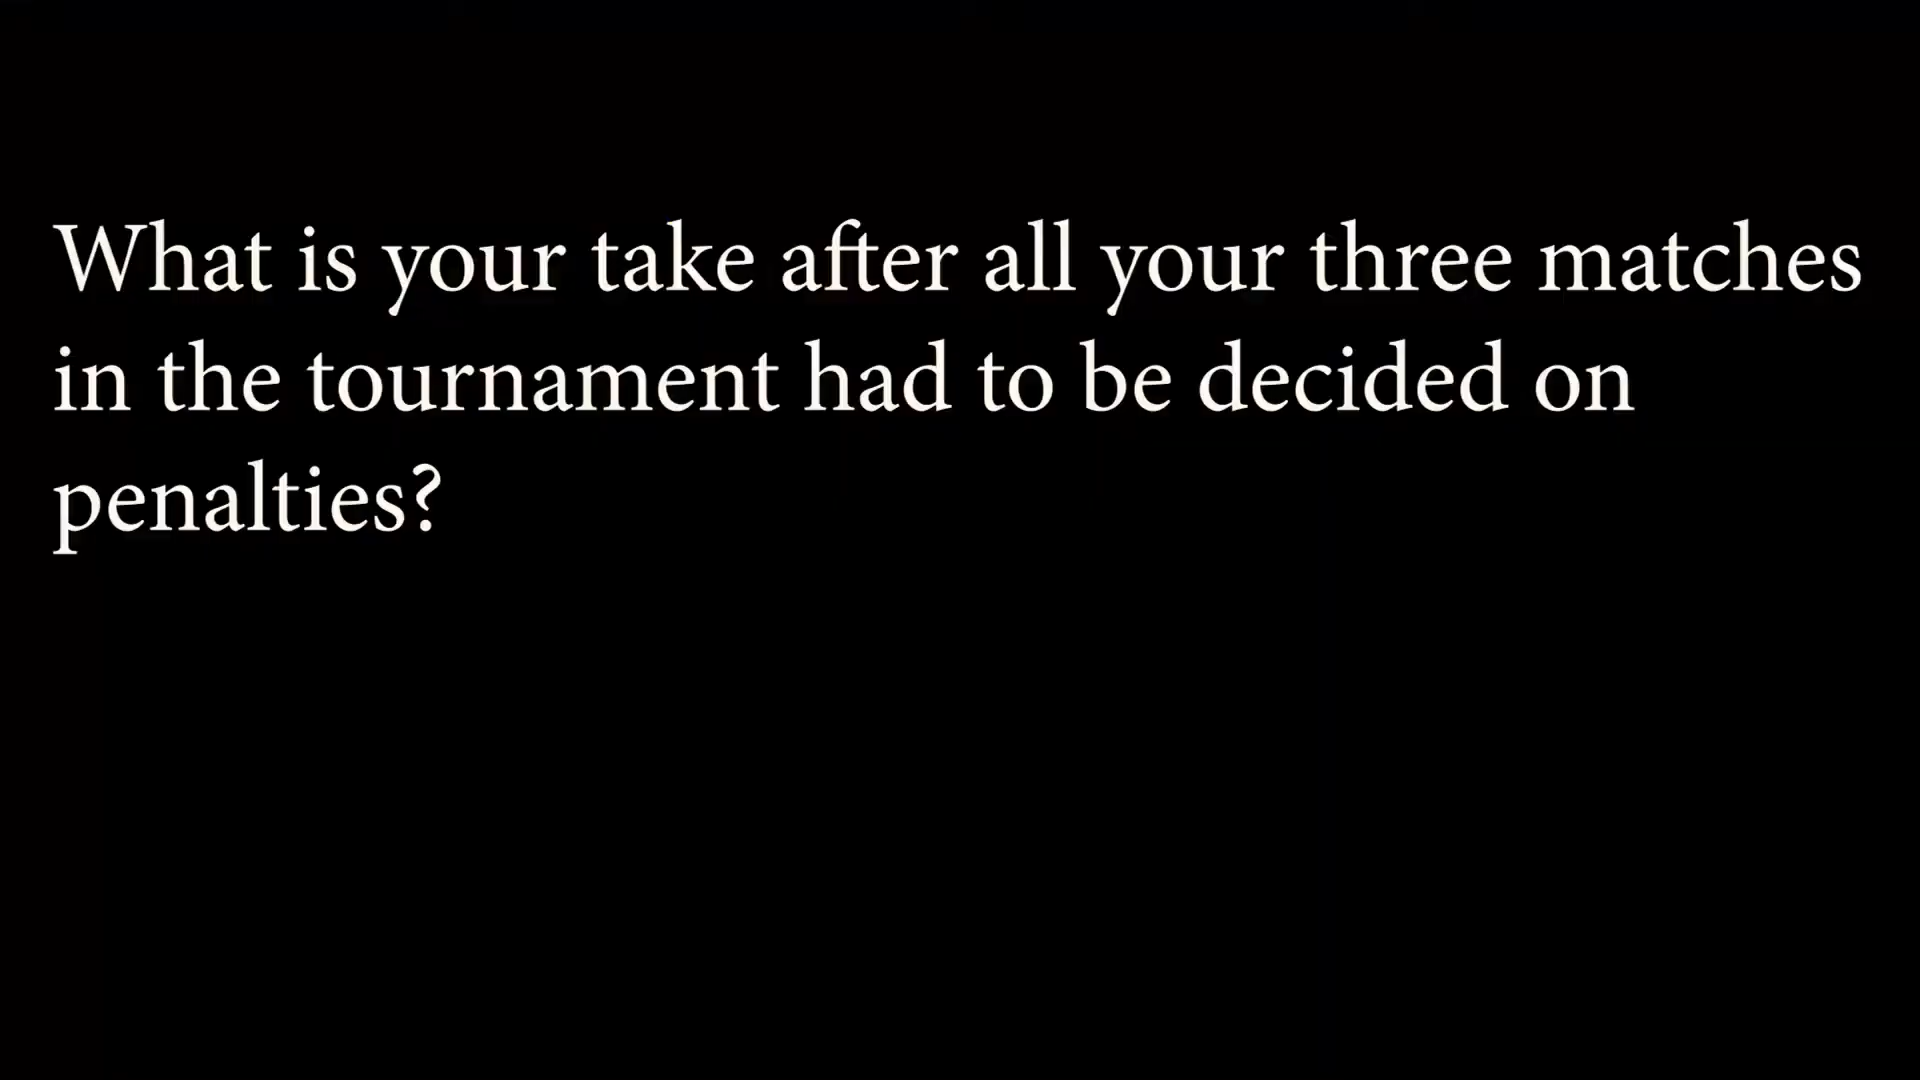 What is your take after all your three matches
in the tournament had to be decided on
penalties?